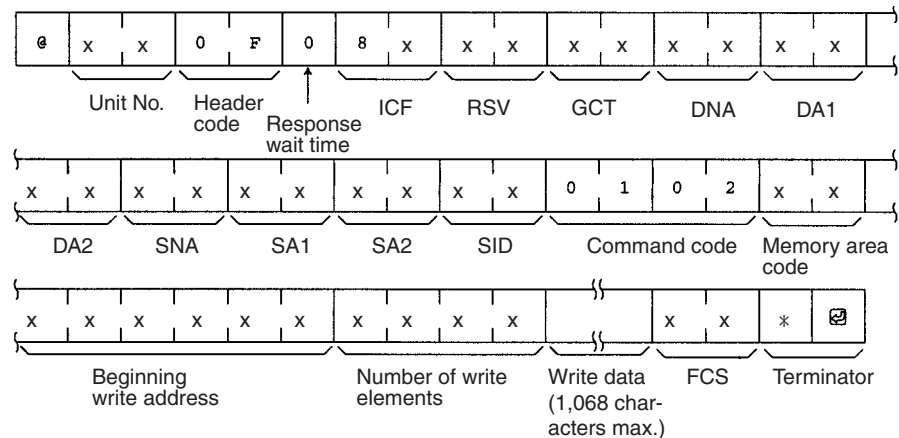 @ x x 0 F 0 8 x x x x x x x x x
Unit No. Header code Response wait time ICF RSV GCT DNA DA1
x x x x x x x x x x 0 1 0 2 x x
DA2 SNA SA1 SA2 SID Command code Memory area code
x x x x x x x x x x x x * ↵
Beginning write address Number of write elements Write data (1,068 char-
acters max.) FCS Terminator